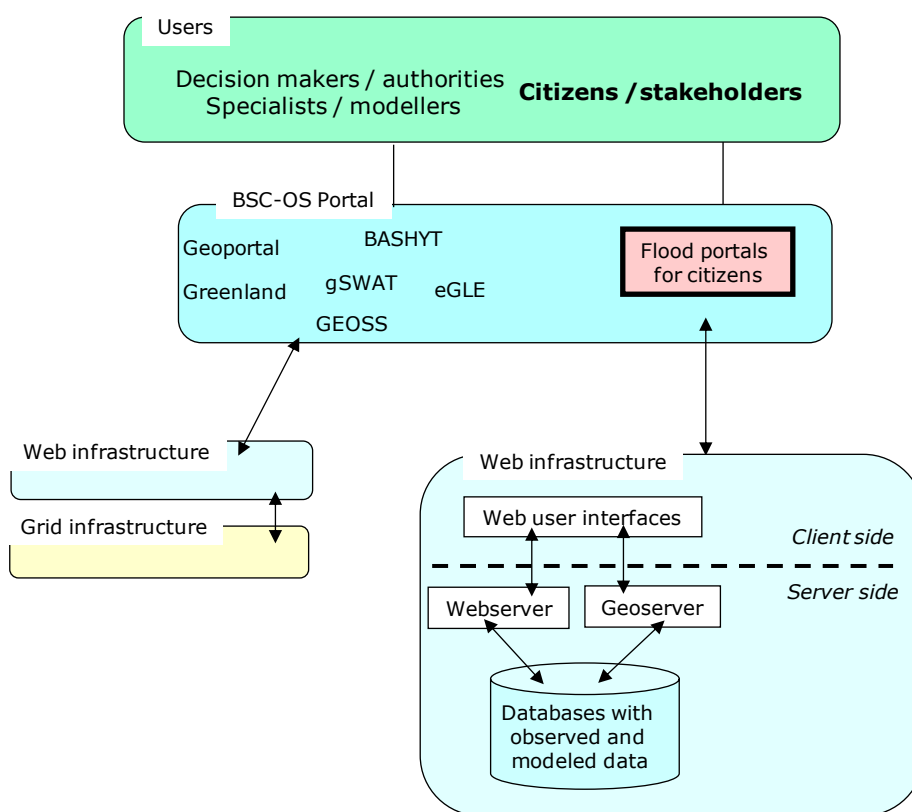 Users
Decision makers / authorities
Specialists / modellers
Citizens / stakeholders
BSC-OS Portal
Geoportal
BASHYT
Greenland
gSWAT
eGLE
GEOSS
Flood portals
for citizens
Web infrastructure
Grid infrastructure
Web infrastructure
Web user interfaces
Client side
Server side
Webserver
Geoserver
Databases with
observed and
modeled data